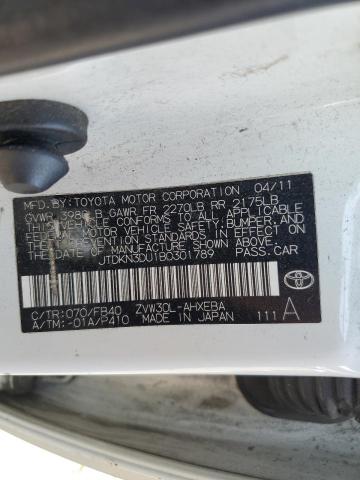 MFD. BY: TOYOTA MOTOR CORPORATION 04/11
GVWR 3980LB GAWR FR 2270LB RR 2175LB
THIS VEHICLE CONFORMS TO ALL APPLICABLE
FEDERAL MOTOR VEHICLE SAFETY, BUMPER, AND
THEFT PREVENTION STANDARDS IN EFFECT ON
THE DATE OF MANUFACTURE SHOWN ABOVE.
JTDKN3DU1B0301789 PASS.CAR
C/TR:070/FB40 ZVW30L-AHXEBA
A/TM:-01A/P410 MADE IN JAPAN 111 A